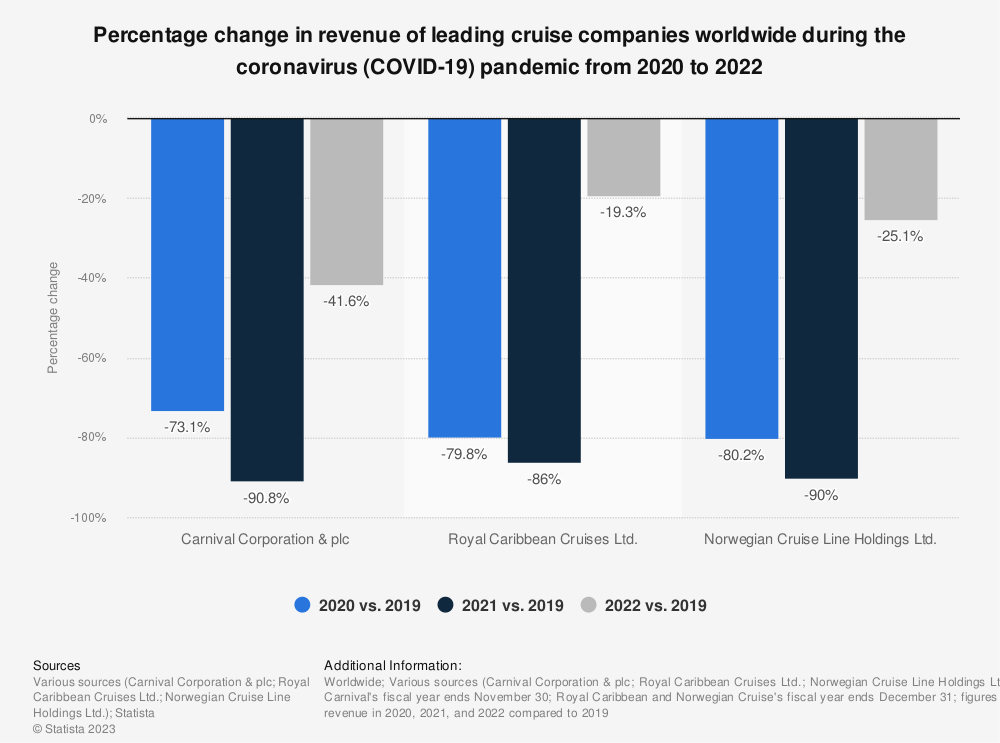 Percentage change in revenue of leading cruise companies worldwide during the
coronavirus (COVID-19) pandemic from 2020 to 2022
0%
-20%
-40%
-60%
-80%
-100%
Percentage change
-73.1%
-90.8%
-41.6%
-79.8%
-86%
-19.3%
-80.2%
-90%
-25.1%
Carnival Corporation & plc
Royal Caribbean Cruises Ltd.
Norwegian Cruise Line Holdings Ltd.
2020 vs. 2019
2021 vs. 2019
2022 vs. 2019
Sources
Various sources (Carnival Corporation & plc; Royal
Caribbean Cruises Ltd.; Norwegian Cruise Line
Holdings Ltd.); Statista
© Statista 2023
Additional Information:
Worldwide; Various sources (Carnival Corporation & plc; Royal Caribbean Cruises Ltd.; Norwegian Cruise Line Holdings
Carnival's fiscal year ends November 30; Royal Caribbean and Norwegian Cruise's fiscal year ends December 31; figures
revenue in 2020, 2021, and 2022 compared to 2019